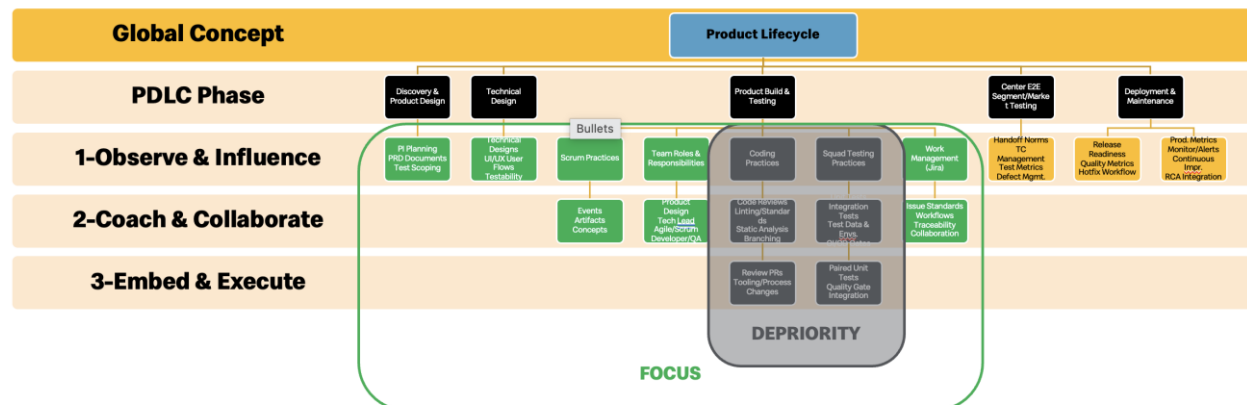 Global Concept
Product Lifecycle
PDLC Phase
Discovery &
Product Design
Technical
Design
Product Build &
Testing
Center E2E
Segment/Marke
t Testing
Deployment &
Maintenance
Bullets
1-Observe & Influence
PI Planning
PRD Documents
Test Scoping
Technical
Designs
UI/UX User
Flows
Testability
Scrum Practices
Team Roles &
Responsibilities
Coding
Practices
Squad Testing
Practices
Work
Management
(Jira)
Handoff Norms
TC
Management
Test Metrics
Defect Mgmt.
Release
Readiness
Quality Metrics
Hotfix Workflow
Prod. Metrics
Monitor/Alerts
Continuous
Impr.
RCA Integration
2-Coach & Collaborate
Events
Artifacts
Concepts
Product
Design
Tech Lead
Agile/Scrum
Developer/QA
Code Reviews
Linting/Standar
ds
Static Analysis
Branching
Integration
Tests
Test Data &
Envs.
Issue Standards
Workflows
Traceability
Collaboration
3-Embed & Execute
Review PRs
Tooling/Process
Changes
Paired Unit
Tests
Quality Gate
Integration
DEPRIORITY
FOCUS